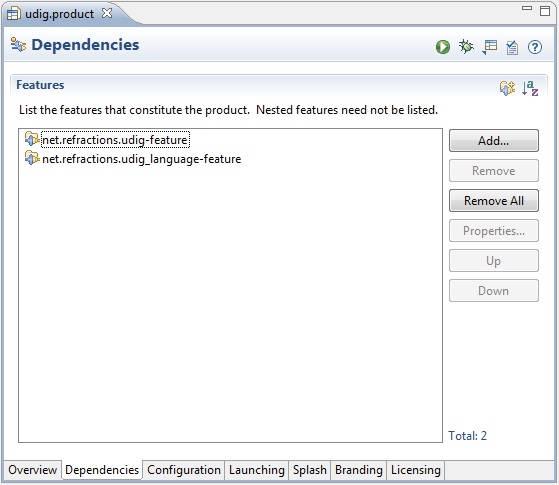 udig.product
Dependencies
Features
List the features that constitute the product. Nested features need not be listed.
net.refractions.udig-feature
net.refractions.udig_language-feature
Add...
Remove
Remove All
Properties...
Up
Down
Total: 2
Overview Dependencies Configuration Launching Splash Branding Licensing